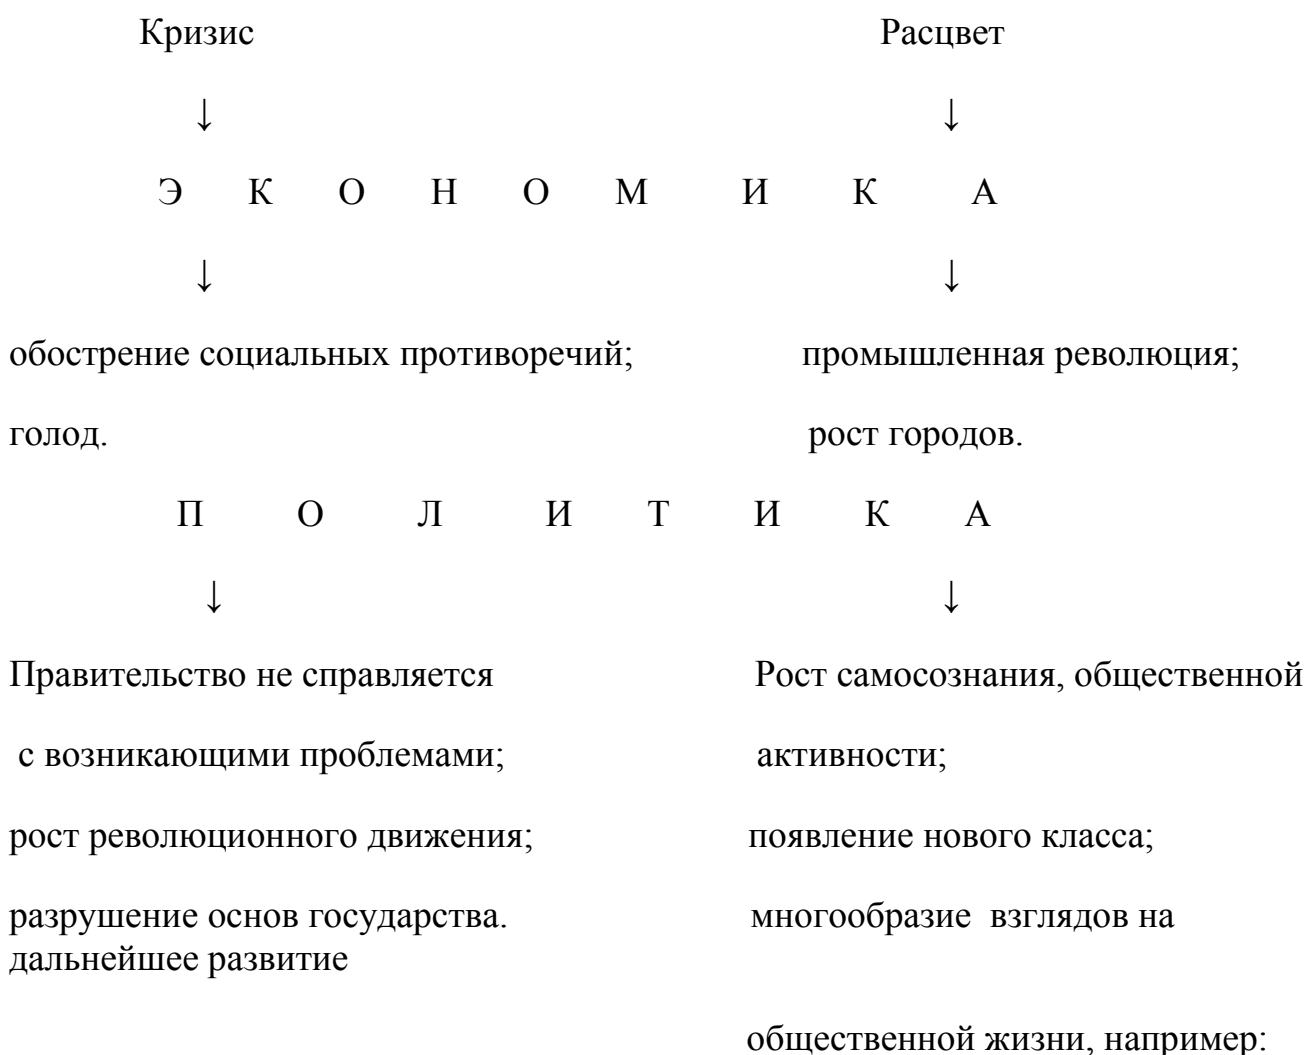 Кризис Расцвет
↓ ↓
Э К О Н О М И К А
↓ ↓
обострение социальных противоречий; промышленная революция;
голод. рост городов.
П О Л И Т И К А
↓ ↓
Правительство не справляется Рост самосознания, общественной
с возникающими проблемами; активности;
рост революционного движения; появление нового класса;
разрушение основ государства. многообразие взглядов на
дальнейшее развитие
общественной жизни, например: